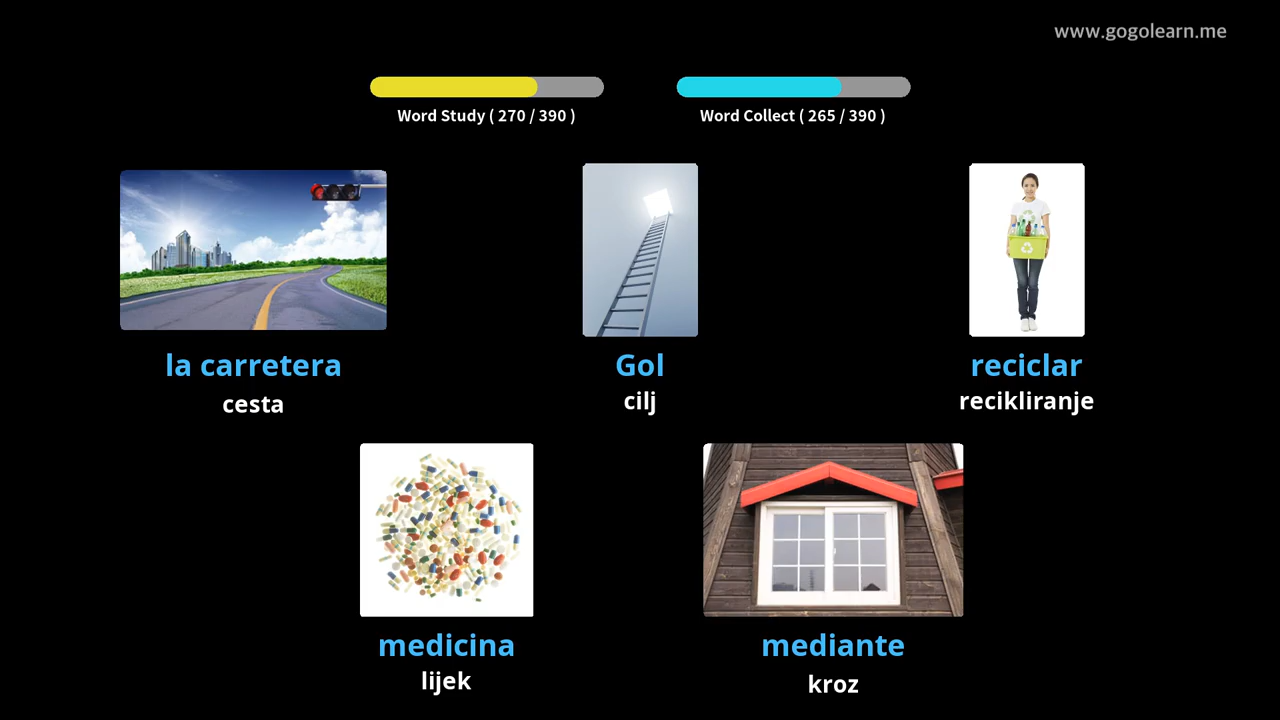 www.gogolearn.me
Word Study ( 270 / 390 )
Word Collect ( 265 / 390 )
la carretera
cesta
Gol
cilj
reciclar
recikliranje
medicina
lijek
mediante
kroz